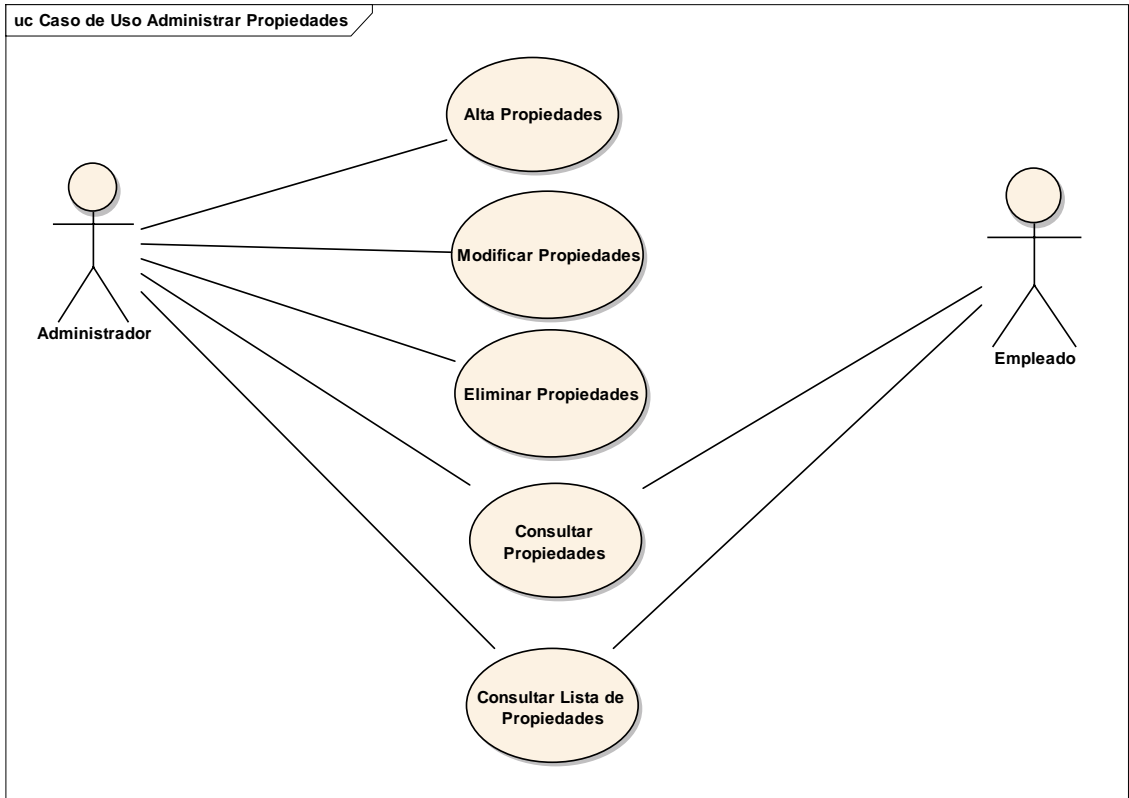 uc Caso de Uso Administrar Propiedades
Alta Propiedades
Modificar Propiedades
Administrador
Empleado
Eliminar Propiedades
Consultar
Propiedades
Consultar Lista de
Propiedades